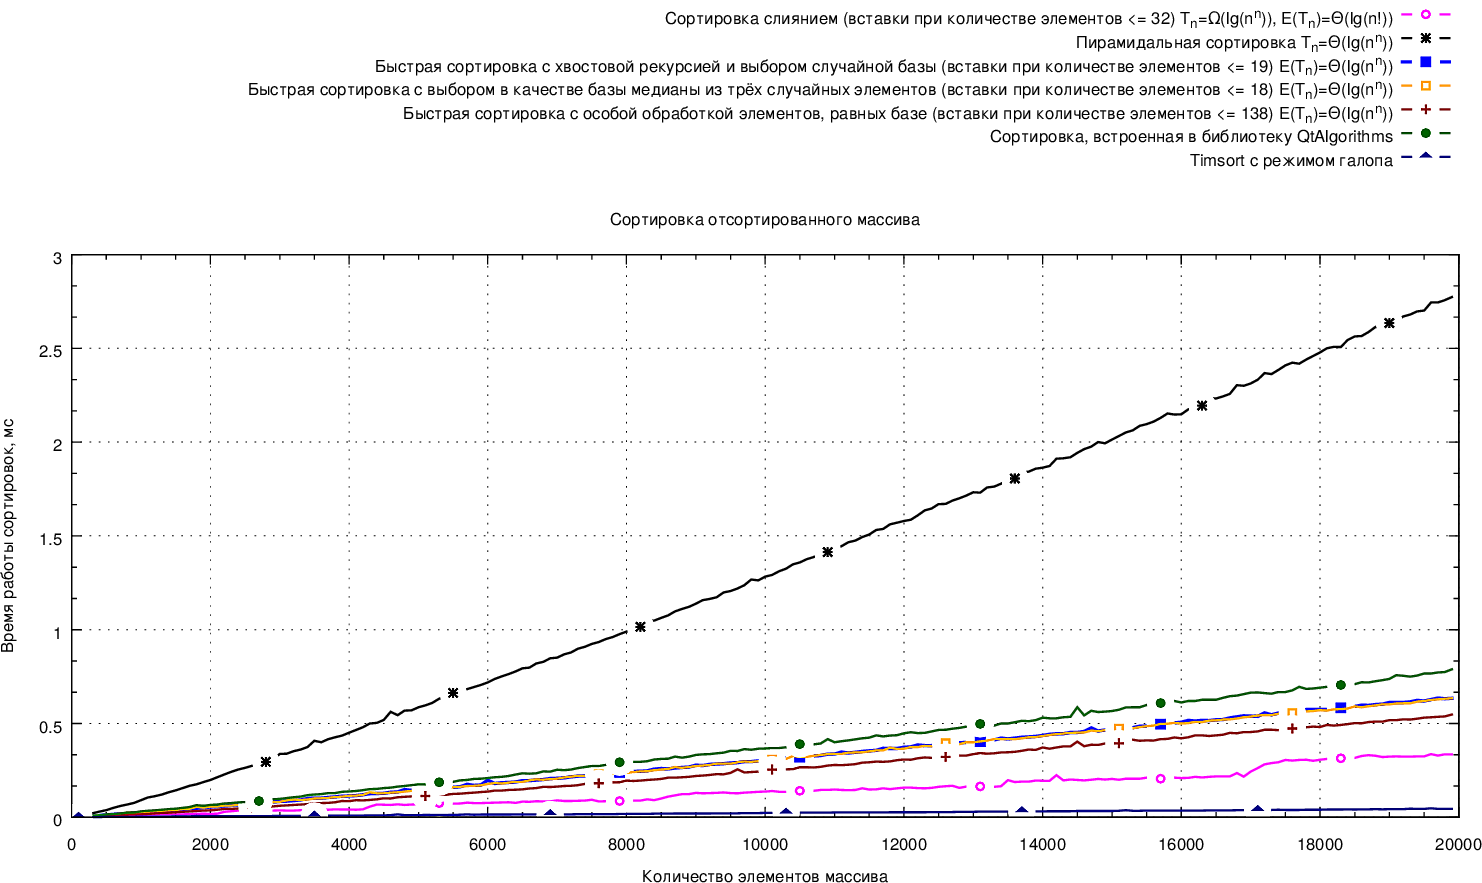 Сортировка слиянием (вставки при количестве элементов <= 32) Tn=Ω(lg(nⁿ)), E(Tn)=Θ(lg(n!))
Пирамидальная сортировка Tn=Θ(lg(nⁿ))
Быстрая сортировка с хвостовой рекурсией и выбором случайной базы (вставки при количестве элементов <= 19) E(Tn)=Θ(lg(nⁿ))
Быстрая сортировка с выбором в качестве базы медианы из трёх случайных элементов (вставки при количестве элементов <= 18) E(Tn)=Θ(lg(nⁿ))
Быстрая сортировка с особой обработкой элементов, равных базе (вставки при количестве элементов <= 138) E(Tn)=Θ(lg(nⁿ))
Сортировка, встроенная в библиотеку QtAlgorithms
Timsort с режимом галопа
Сортировка отсортированного массива
Время работы сортировок, мс
3
2.5
2
1.5
1
0.5
0
0 2000 4000 6000 8000 10000 12000 14000 16000 18000 20000
Количество элементов массива